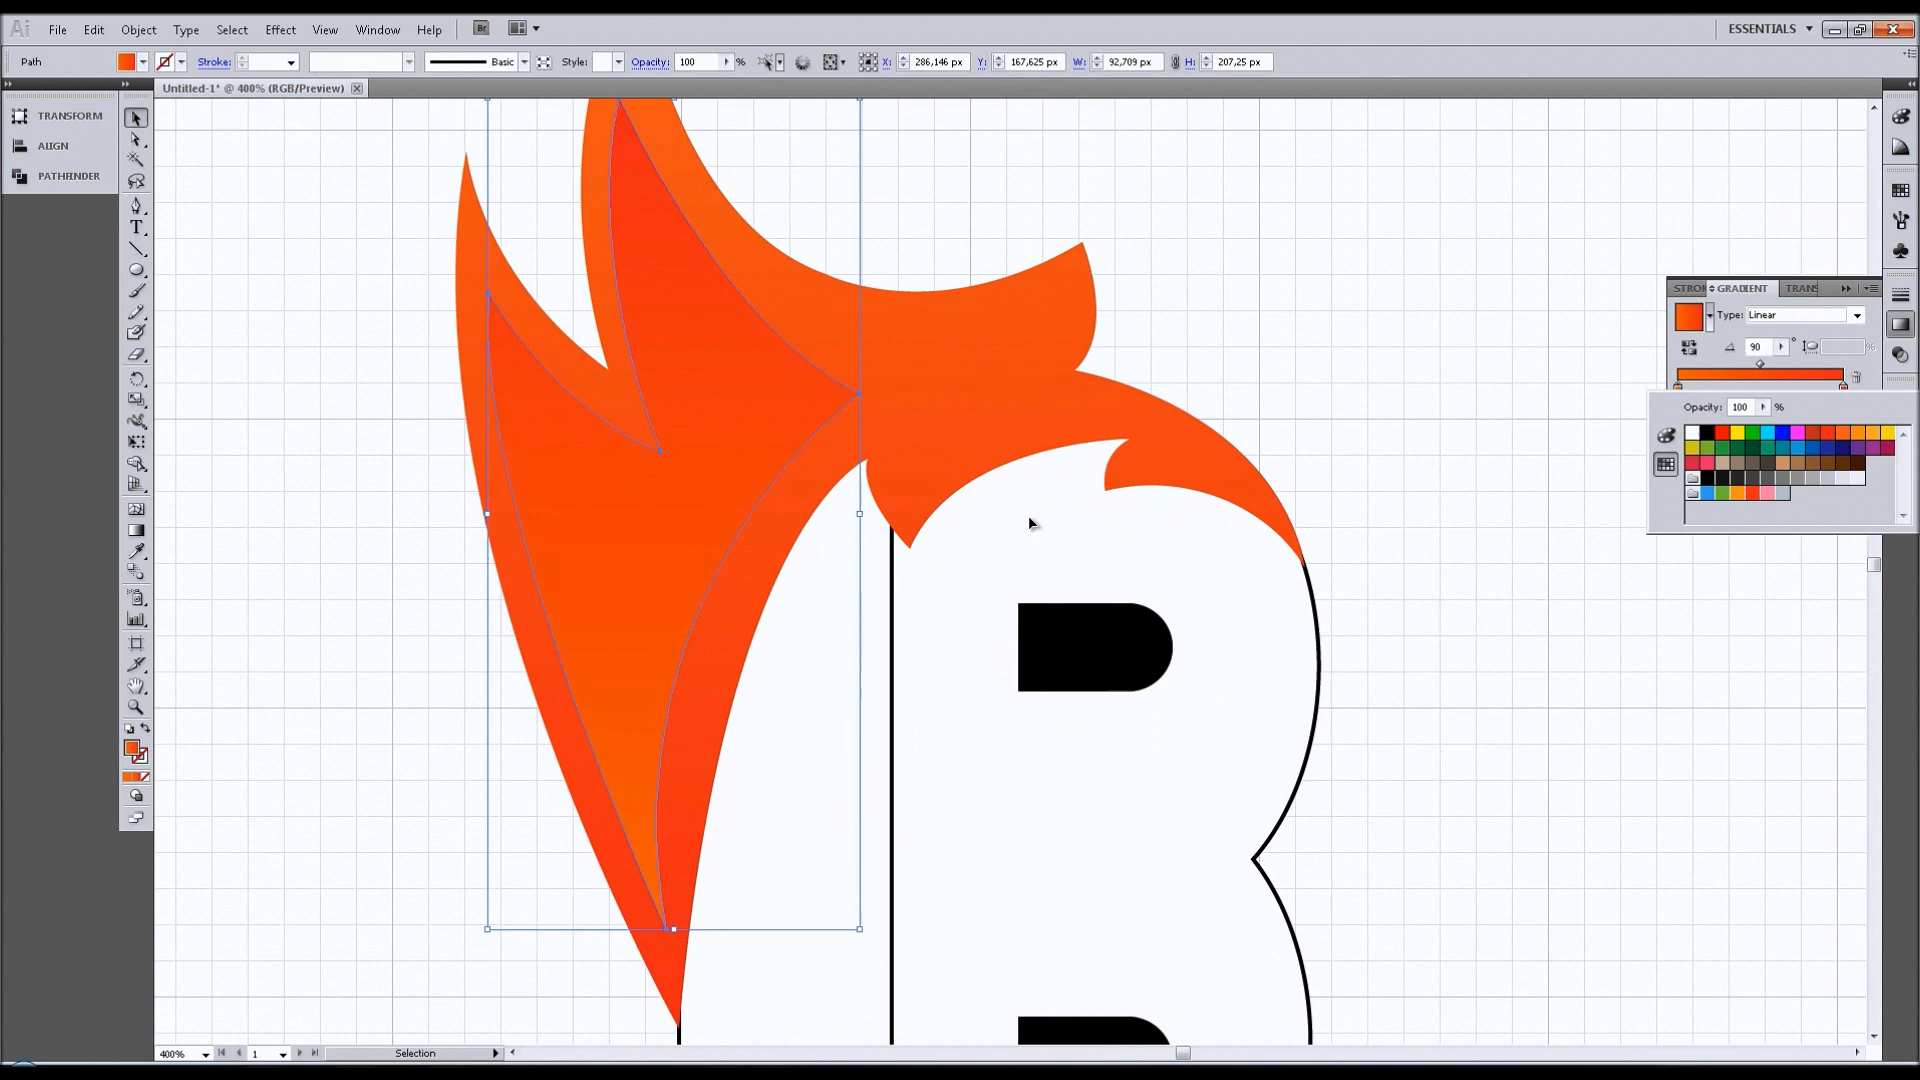 Ai File Edit Object Type Select Effect View Window Help Br ESSENTIALS
Path Stroke: Basic Style: Opacity: 100 % X: 286,146 px Y: 167,625 px W: 92,709 px H: 207,25 px
Untitled-1* @ 400% (RGB/Preview)
TRANSFORM
ALIGN
PATHFINDER
STRO GRADIENT TRANS
Type: Linear
90 ° %
Opacity: 100 %
B
400% 1 Selection